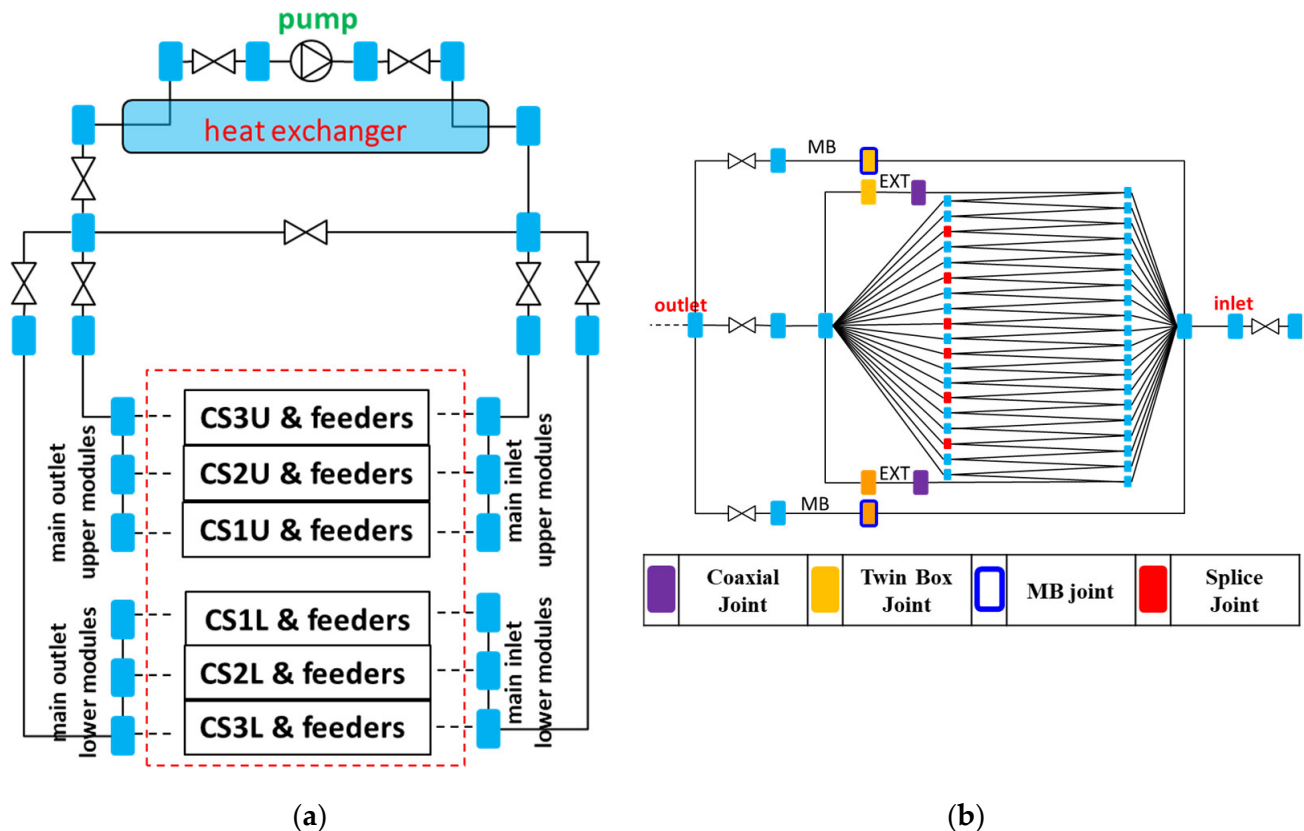 pump
heat exchanger
CS3U & feeders
CS2U & feeders
CS1U & feeders
CS1L & feeders
CS2L & feeders
CS3L & feeders
main outlet
upper modules
main inlet
upper modules
main outlet
lower modules
main inlet
lower modules
(a)
MB
EXT
outlet
inlet
EXT
MB
Coaxial
Joint
Twin Box
Joint
MB joint
Splice
Joint
(b)